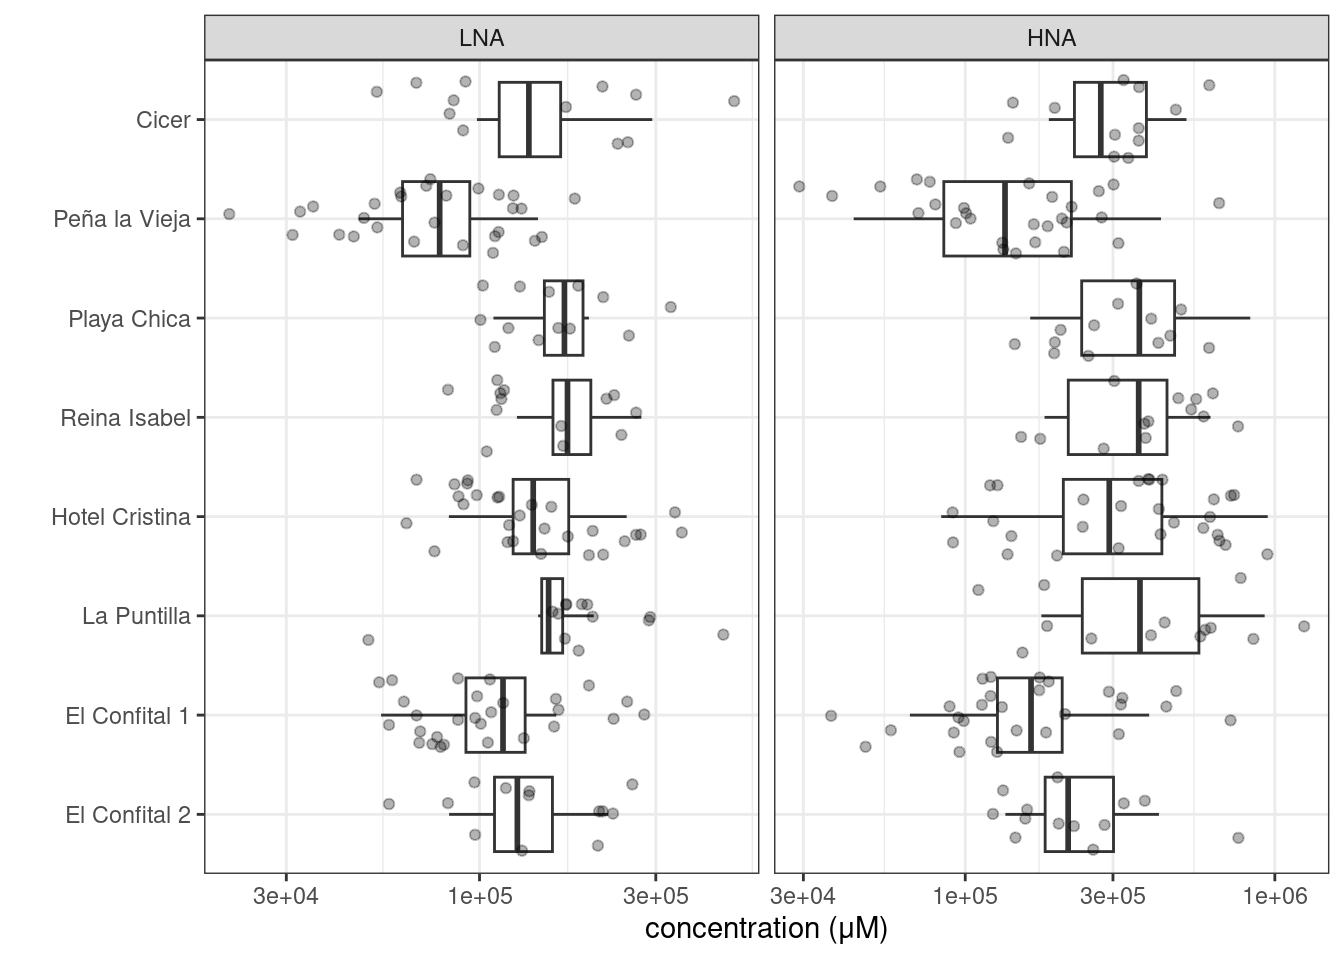 LNA
HNA
Cicer
Peña la Vieja
Playa Chica
Reina Isabel
Hotel Cristina
La Puntilla
El Confital 1
El Confital 2
3e+04 1e+05 3e+05 3e+04 1e+05 3e+05 1e+06
concentration (µM)